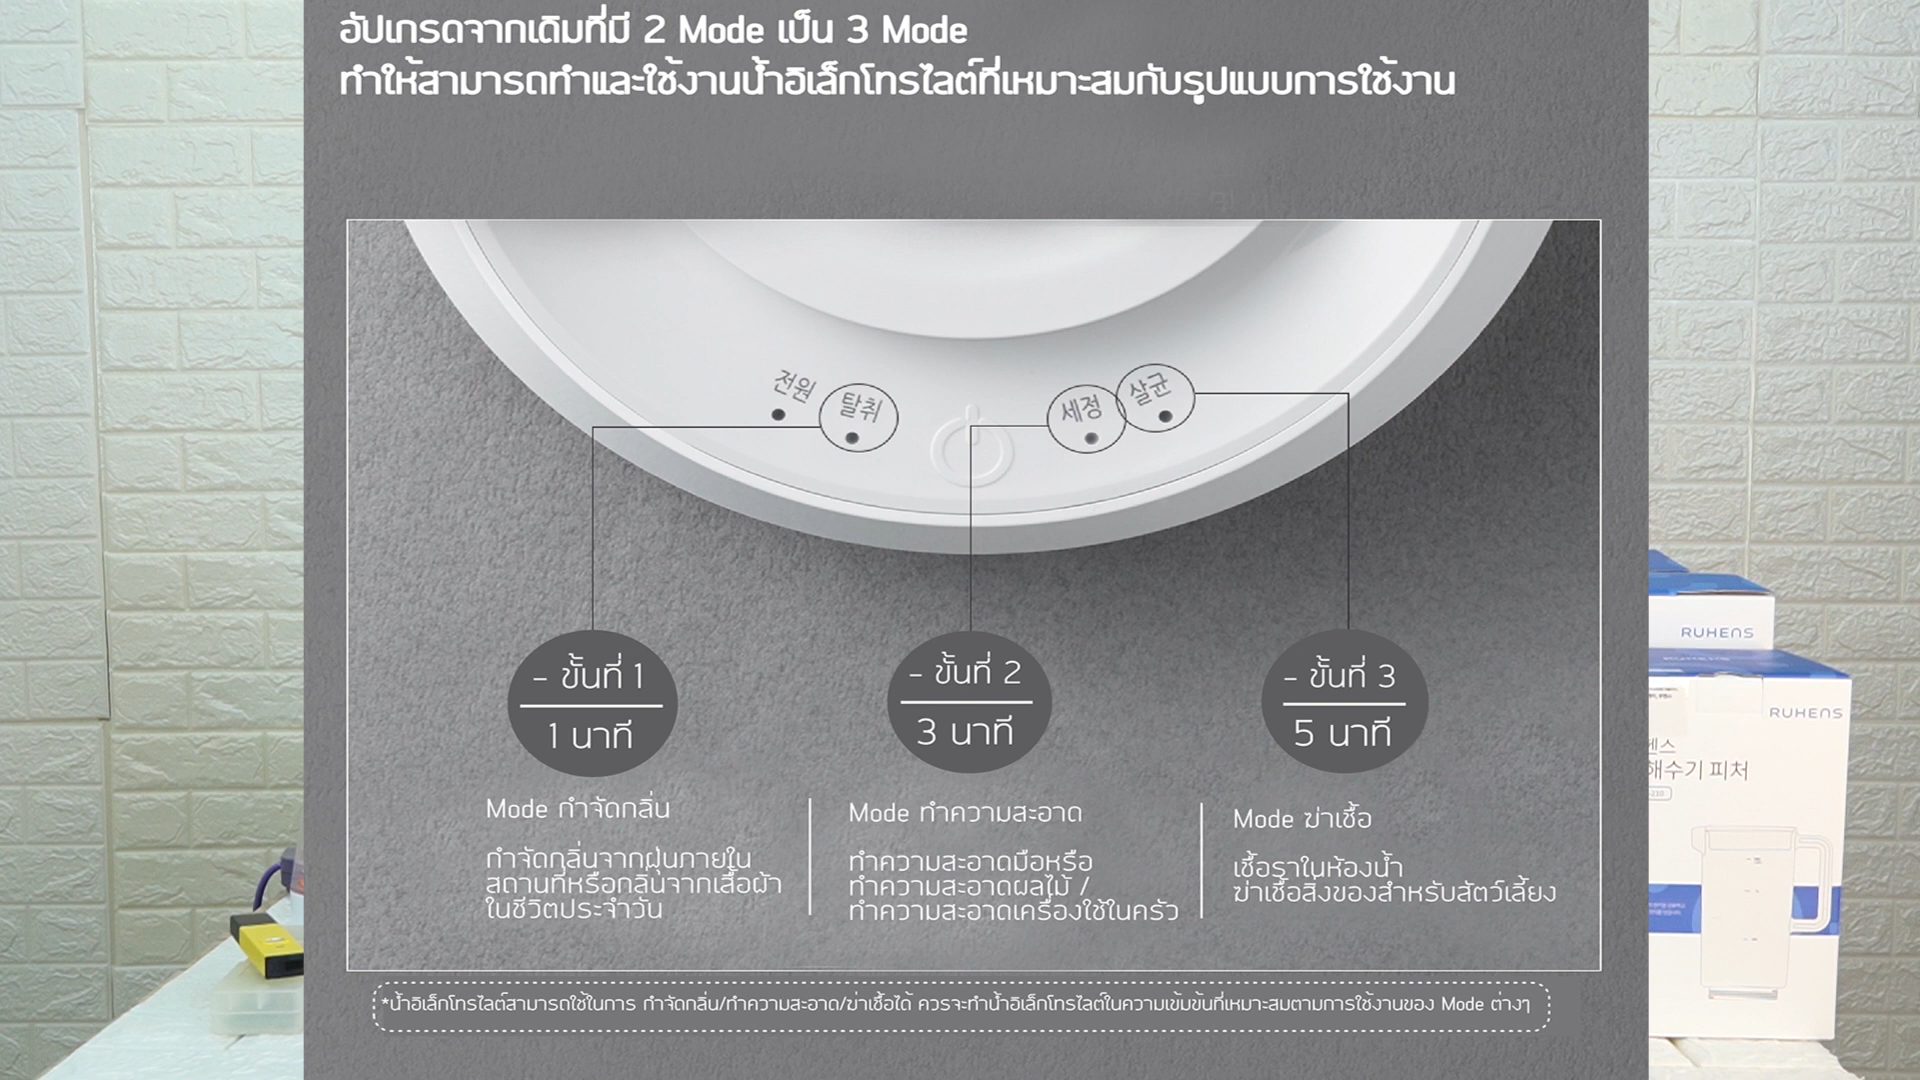 อัปเกรดจากเดิมที่มี 2 Mode เป็น 3 Mode
ทำให้สามารถทำและใช้งานน้ำอิเล็กโทรไลต์ที่เหมาะสมกับรูปแบบการใช้งาน
전원
탈취
세정
살균
- ขั้นที่ 1
1 นาที
- ขั้นที่ 2
3 นาที
- ขั้นที่ 3
5 นาที
Mode กำจัดกลิ่น
กำจัดกลิ่นจากฝุ่นภายใน
สถานที่หรือกลิ่นจากเสื้อผ้า
ในชีวิตประจำวัน
Mode ทำความสะอาด
ทำความสะอาดมือหรือ
ทำความสะอาดผลไม้ /
ทำความสะอาดเครื่องใช้ในครัว
Mode ฆ่าเชื้อ
เชื้อราในห้องน้ำ
ฆ่าเชื้อสิ่งของสำหรับสัตว์เลี้ยง
*น้ำอิเล็กโทรไลต์สามารถใช้ในการ กำจัดกลิ่น/ทำความสะอาด/ฆ่าเชื้อได้ ควรจะทำน้ำอิเล็กโทรไลต์ในความเข้มข้นที่เหมาะสมตามการใช้งานของ Mode ต่างๆ
RUHENS
RUHENS
해수기 피처